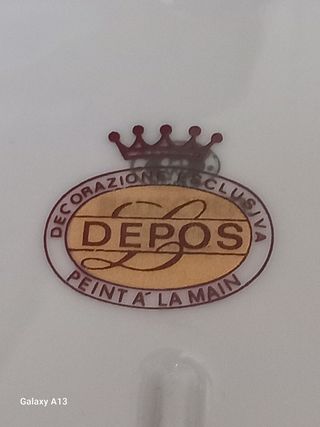 DECORAZIONE ESCLUSIVA
DEPOS
PEINT Á LA MAIN
Galaxy A13